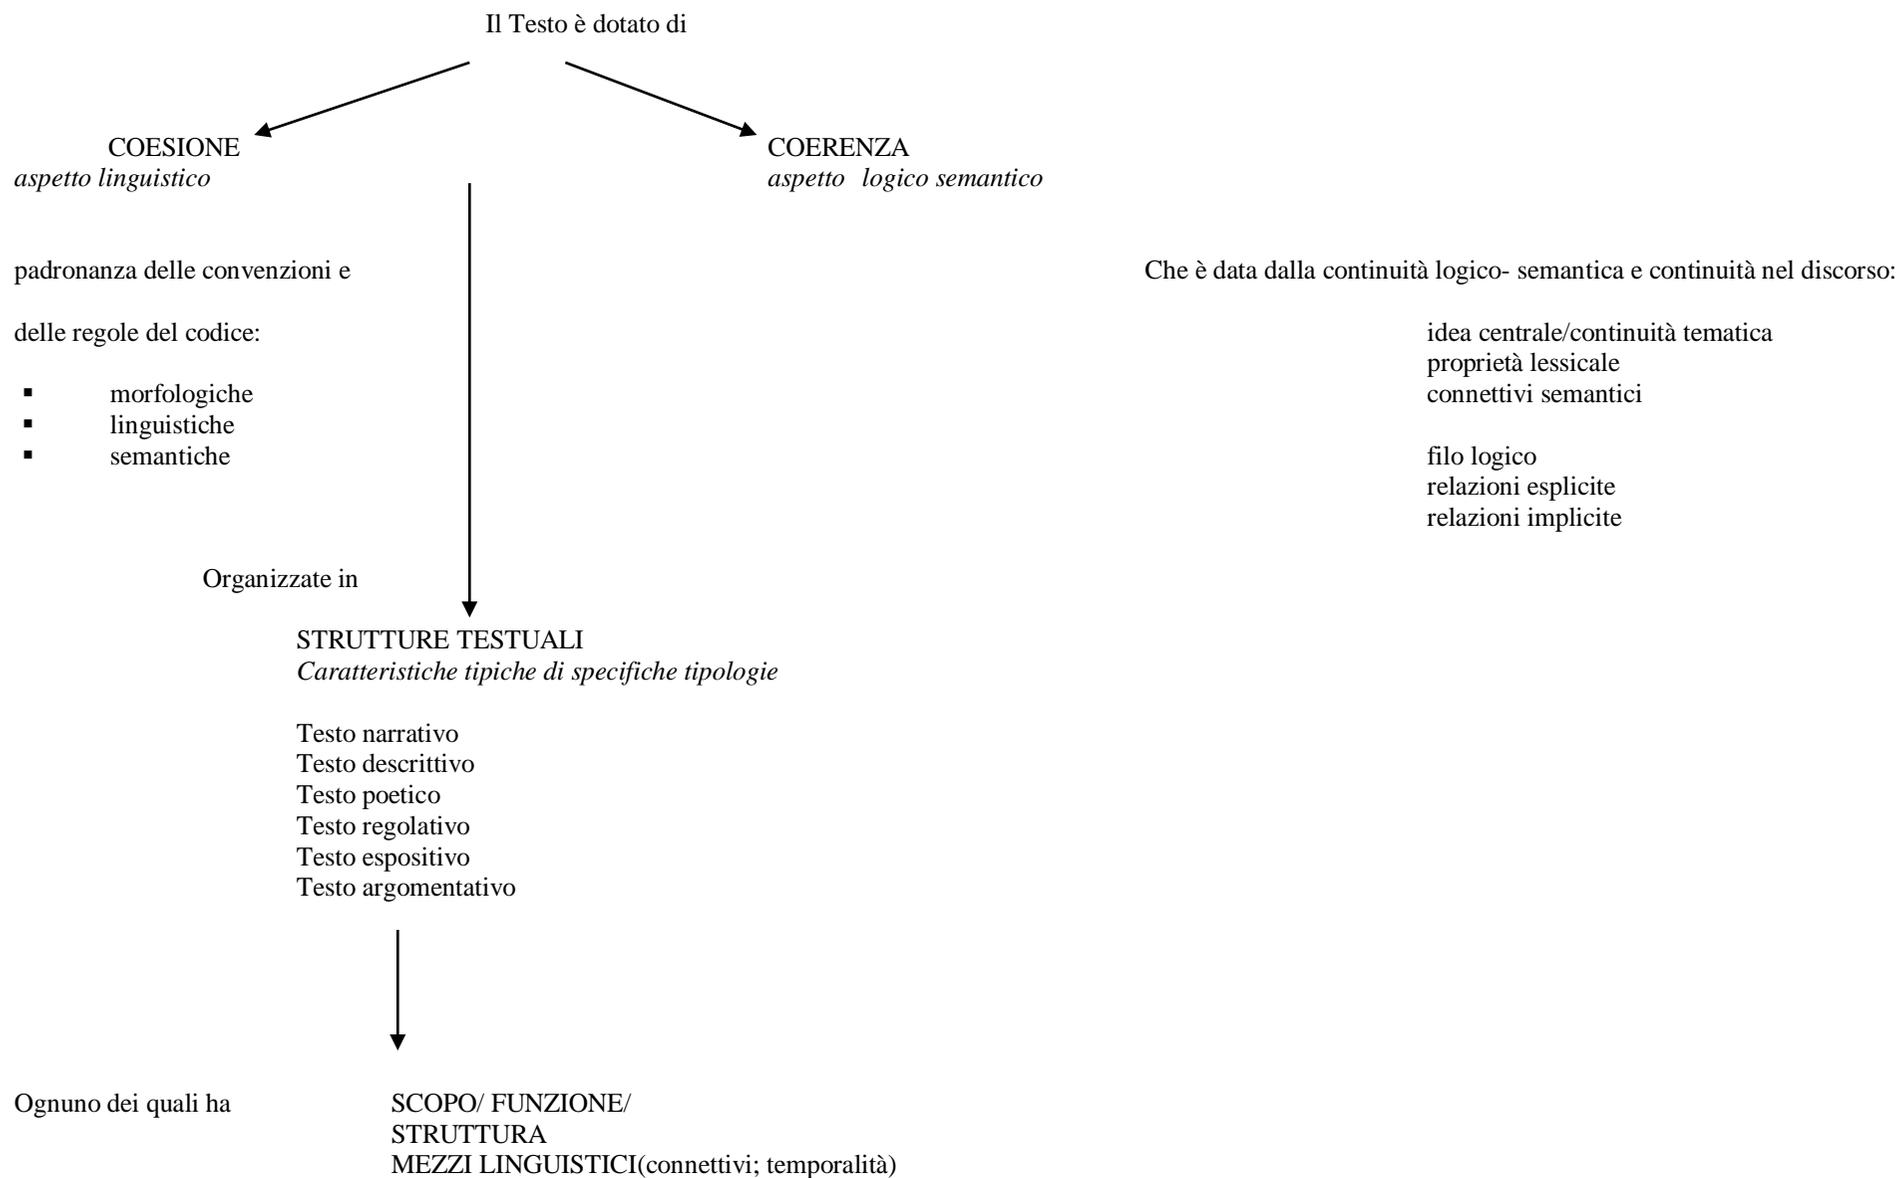 Il Testo è dotato di
COESIONE
aspetto linguistico
COERENZA
aspetto logico semantico
padronanza delle convenzioni e
delle regole del codice:
▪ morfologiche
▪ linguistiche
▪ semantiche
Che è data dalla continuità logico- semantica e continuità nel discorso:
idea centrale/continuità tematica
proprietà lessicale
connettivi semantici
filo logico
relazioni esplicite
relazioni implicite
Organizzate in
STRUTTURE TESTUALI
Caratteristiche tipiche di specifiche tipologie
Testo narrativo
Testo descrittivo
Testo poetico
Testo regolativo
Testo espositivo
Testo argomentativo
Ognuno dei quali ha
SCOPO/ FUNZIONE/
STRUTTURA
MEZZI LINGUISTICI(connettivi; temporalità)